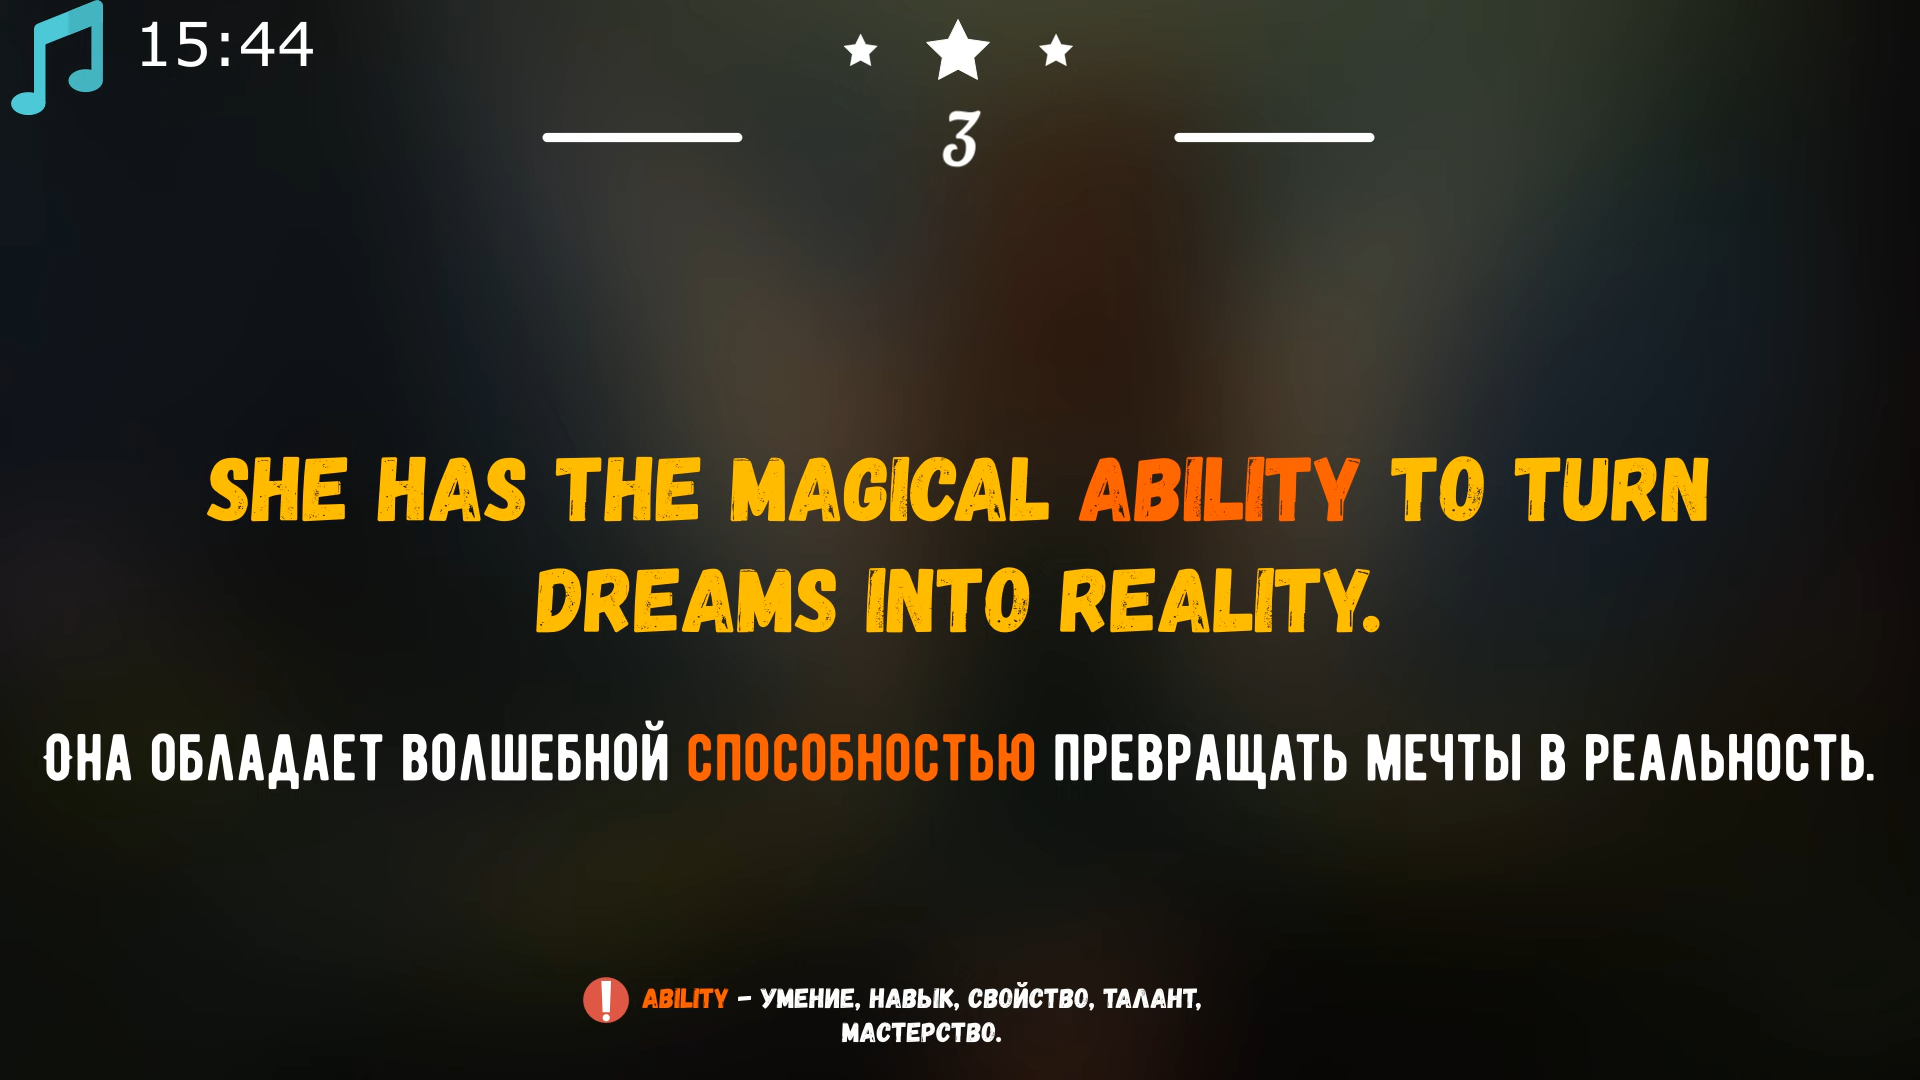 15:44
3
SHE HAS THE MAGICAL ABILITY TO TURN
DREAMS INTO REALITY.
ОНА ОБЛАДАЕТ ВОЛШЕБНОЙ СПОСОБНОСТЬЮ ПРЕВРАЩАТЬ МЕЧТЫ В РЕАЛЬНОСТЬ.
ABILITY – УМЕНИЕ, НАВЫК, СВОЙСТВО, ТАЛАНТ,
МАСТЕРСТВО.